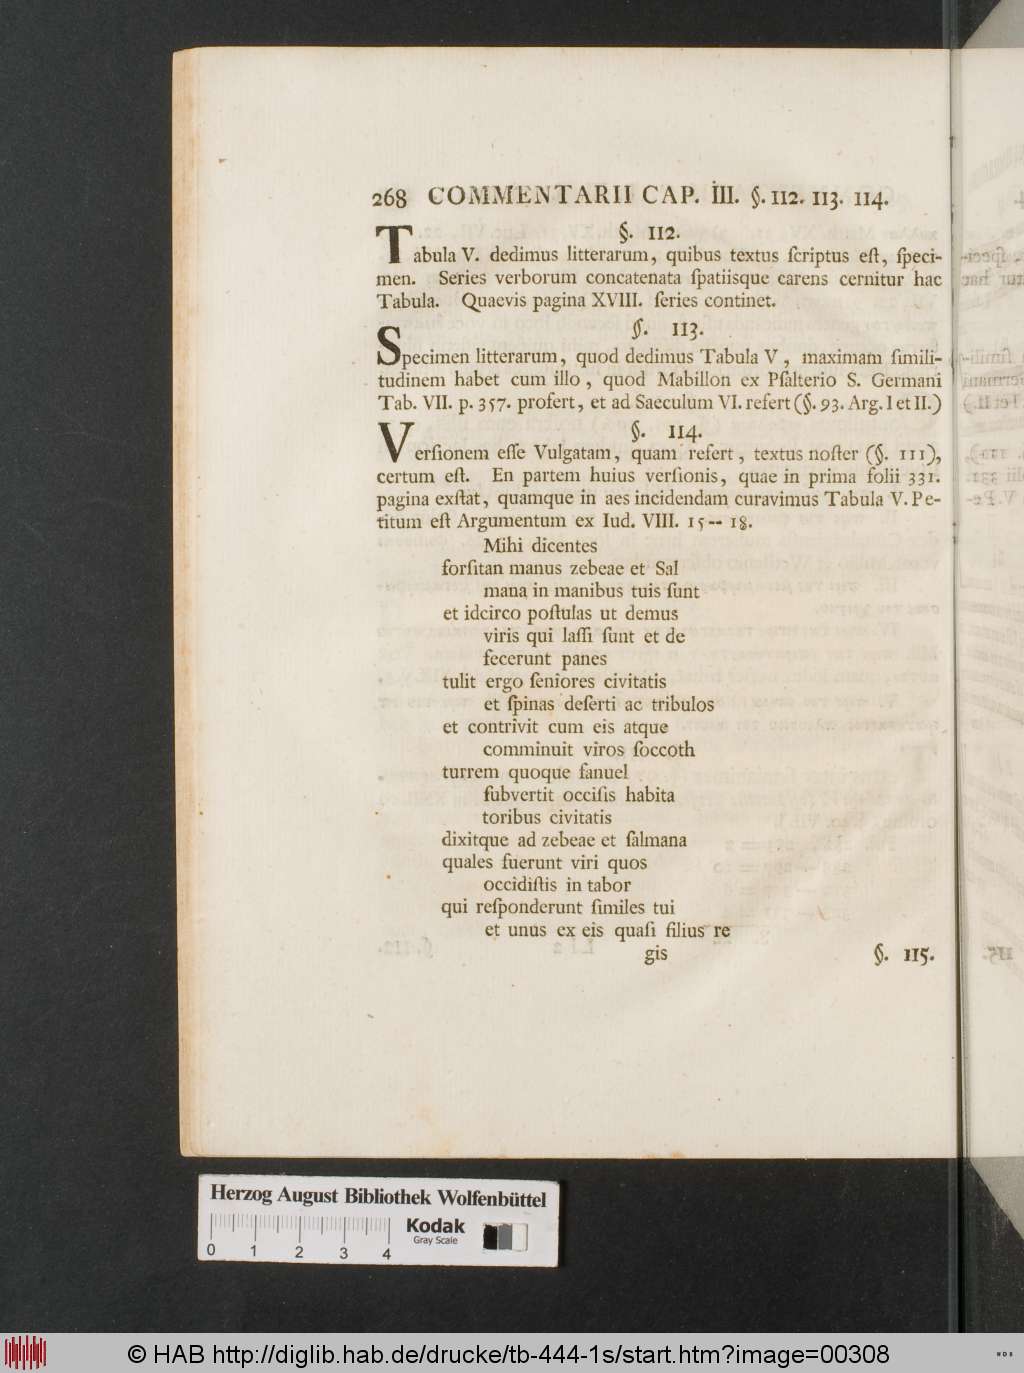 268 COMMENTARII CAP. III. §. 112. 113. 114.
§. 112.
Tabula V. dedimus litterarum, quibus textus ſcriptus eſt, ſpeci-
men. Series verborum concatenata ſpatiisque carens cernitur hac
Tabula. Quaevis pagina XVIII. ſeries continet.
§. 113.
Specimen litterarum, quod dedimus Tabula V, maximam ſimili-
tudinem habet cum illo, quod Mabillon ex Pſalterio S. Germani
Tab. VII. p. 357. profert, et ad Saeculum VI. refert (§. 93. Arg. I et II.)
§. 114.
Verſionem eſſe Vulgatam, quam refert, textus noſter (§. 111),
certum eſt. En partem huius verſionis, quae in prima folii 331.
pagina exſtat, quamque in aes incidendam curavimus Tabula V. Pe-
titum eſt Argumentum ex Iud. VIII. 15-- 18.
Mihi dicentes
forſitan manus zebeae et Sal
mana in manibus tuis ſunt
et idcirco poſtulas ut demus
viris qui laſſi ſunt et de
fecerunt panes
tulit ergo ſeniores civitatis
et ſpinas deſerti ac tribulos
et contrivit cum eis atque
comminuit viros ſoccoth
turrem quoque fanuel
ſubvertit occiſis habita
toribus civitatis
dixitque ad zebeae et ſalmana
quales fuerunt viri quos
occidiſtis in tabor
qui reſponderunt ſimiles tui
et unus ex eis quaſi filius re
gis
§. 115.
Herzog August Bibliothek Wolfenbüttel
Kodak
Gray Scale
0 1 2 3 4
© HAB http://diglib.hab.de/drucke/tb-444-1s/start.htm?image=00308